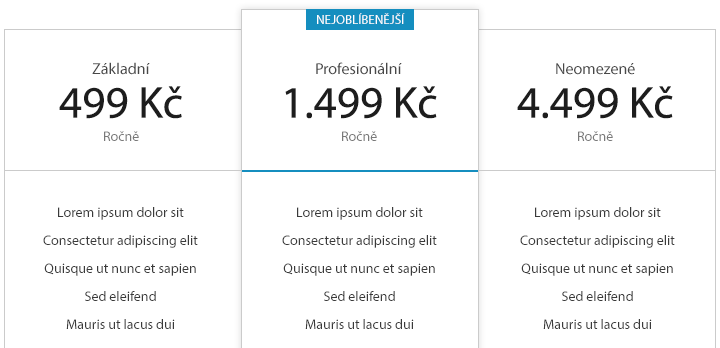 NEJOBLÍBENĚJŠÍ
Základní
499 Kč
Ročně
Lorem ipsum dolor sit
Consectetur adipiscing elit
Quisque ut nunc et sapien
Sed eleifend
Mauris ut lacus dui
Profesionální
1.499 Kč
Ročně
Lorem ipsum dolor sit
Consectetur adipiscing elit
Quisque ut nunc et sapien
Sed eleifend
Mauris ut lacus dui
Neomezené
4.499 Kč
Ročně
Lorem ipsum dolor sit
Consectetur adipiscing elit
Quisque ut nunc et sapien
Sed eleifend
Mauris ut lacus dui